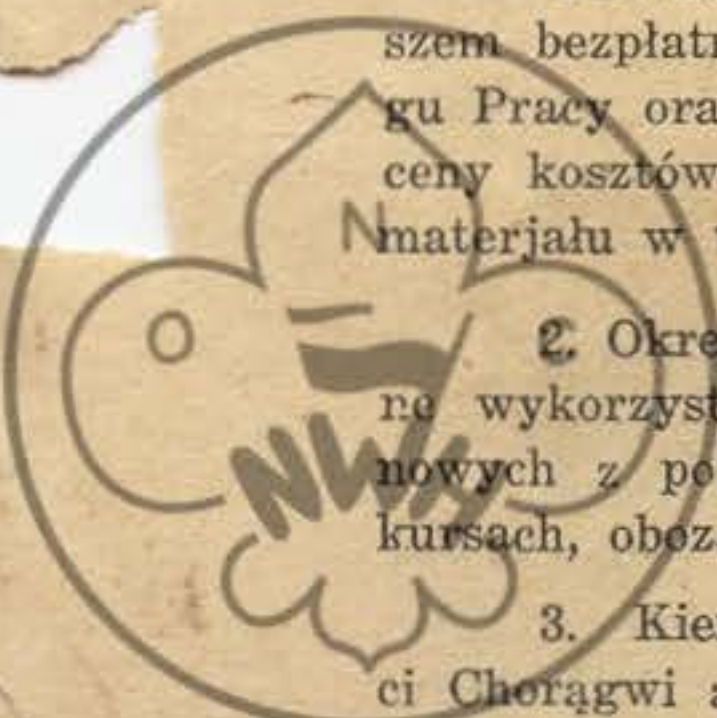 szem bezpłatn
gu Pracy ora
ceny kosztów
materjału w
2. Okre
ne wykorzyst
nowych z po
kursach, oboz
3. Kie
ci Chorągwi a
O N C
NWH